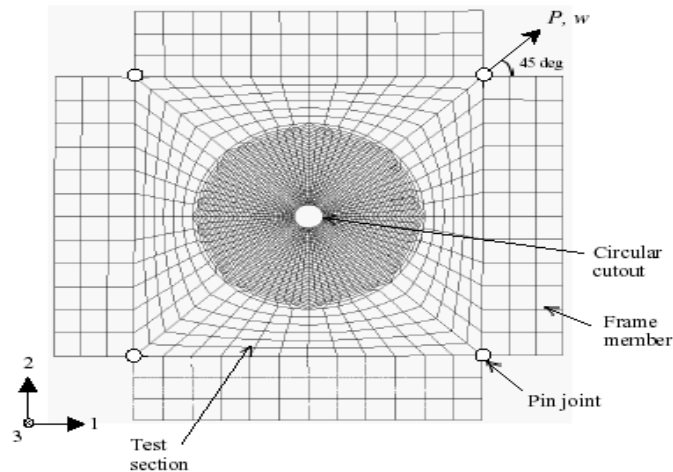 P, w
45 deg
Circular
cutout
Frame
member
Pin joint
Test
section
2
3
1